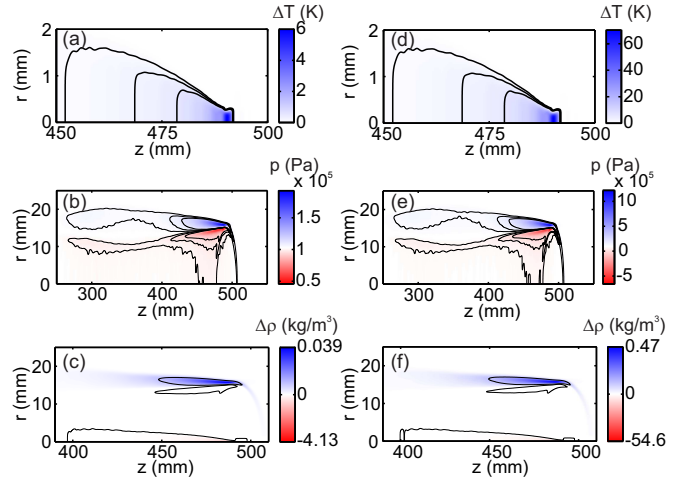 ΔT (K)
(a)
r (mm)
2
1
0
450
475
500
z (mm)
6
4
2
0
ΔT (K)
(d)
r (mm)
2
1
0
450
475
500
z (mm)
60
40
20
0
p (Pa)
x 10⁵
(b)
r (mm)
20
10
0
300
400
500
z (mm)
1.5
1
0.5
p (Pa)
x 10⁵
(e)
r (mm)
20
10
0
300
400
500
z (mm)
10
5
0
-5
Δρ (kg/m³)
(c)
r (mm)
20
10
0
400
450
500
z (mm)
0.039
0
-4.13
Δρ (kg/m³)
(f)
r (mm)
20
10
0
400
450
500
z (mm)
0.47
0
-54.6